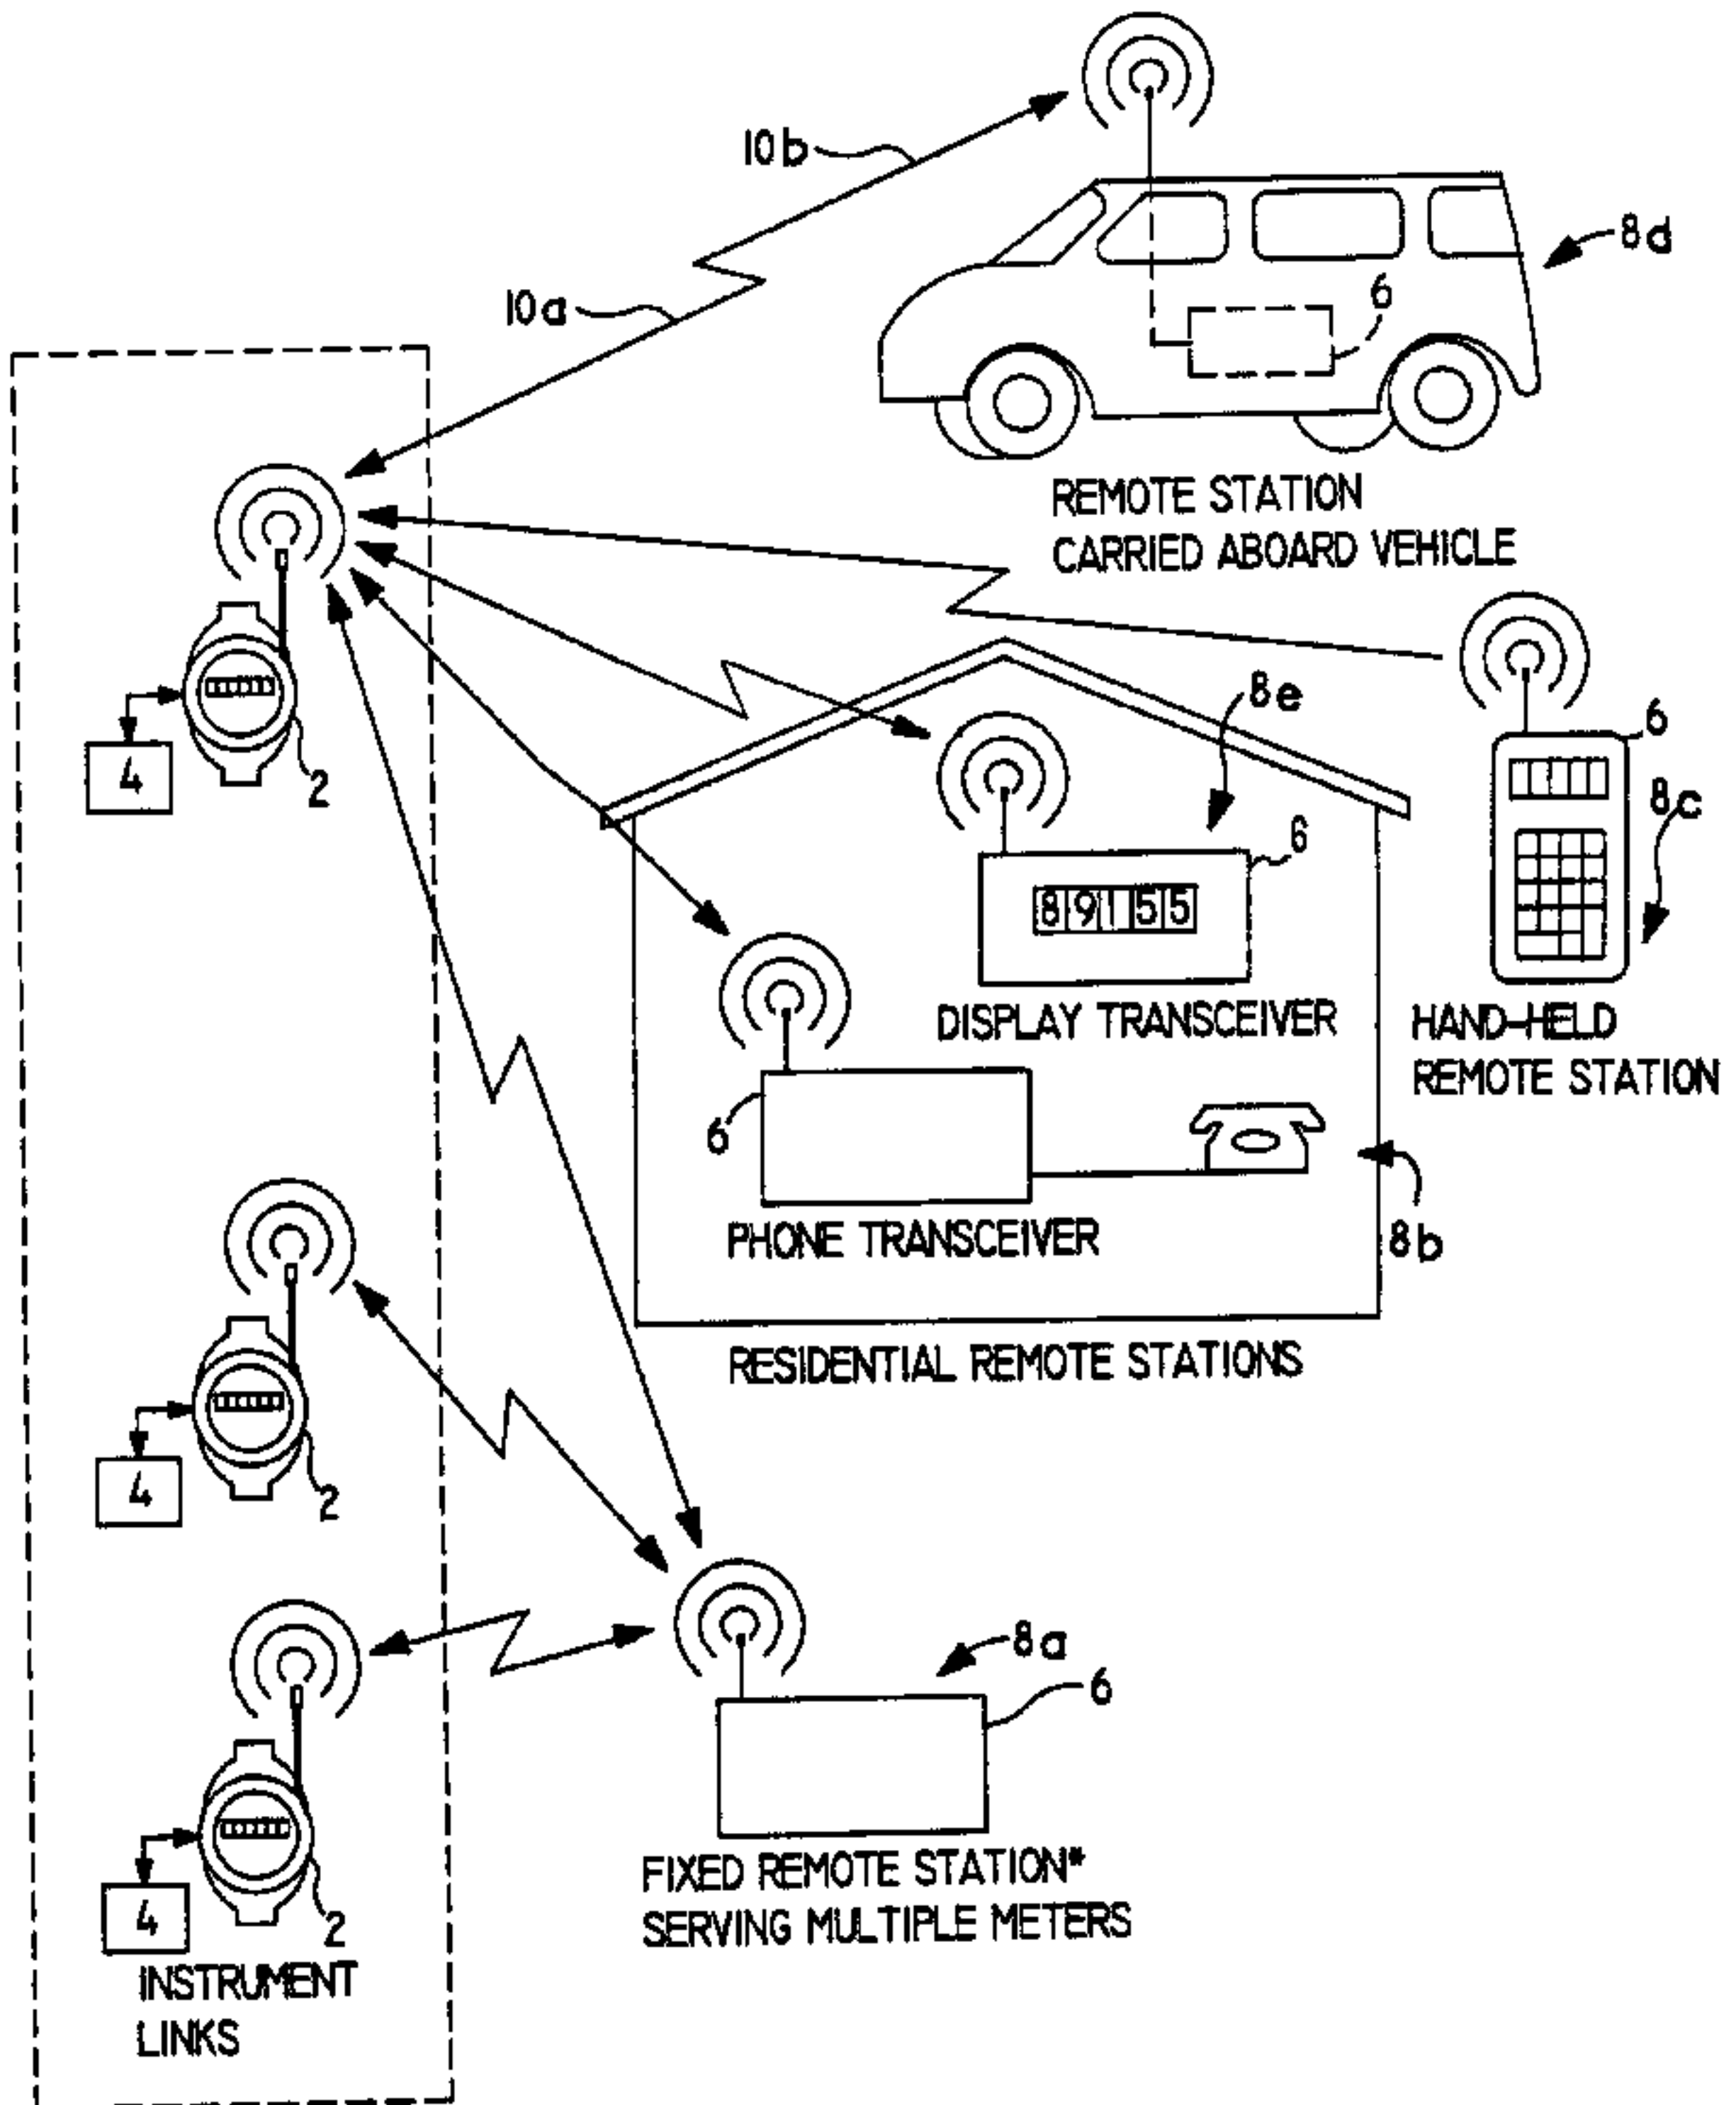 10b
8d
10a
6
REMOTE STATION
CARRIED ABOARD VEHICLE
8e
6
8c
4
2
6
89155
DISPLAY TRANSCEIVER
HAND-HELD
REMOTE STATION
6
PHONE TRANSCEIVER
8b
RESIDENTIAL REMOTE STATIONS
4
2
8a
6
FIXED REMOTE STATION*
SERVING MULTIPLE METERS
4
2
INSTRUMENT
LINKS